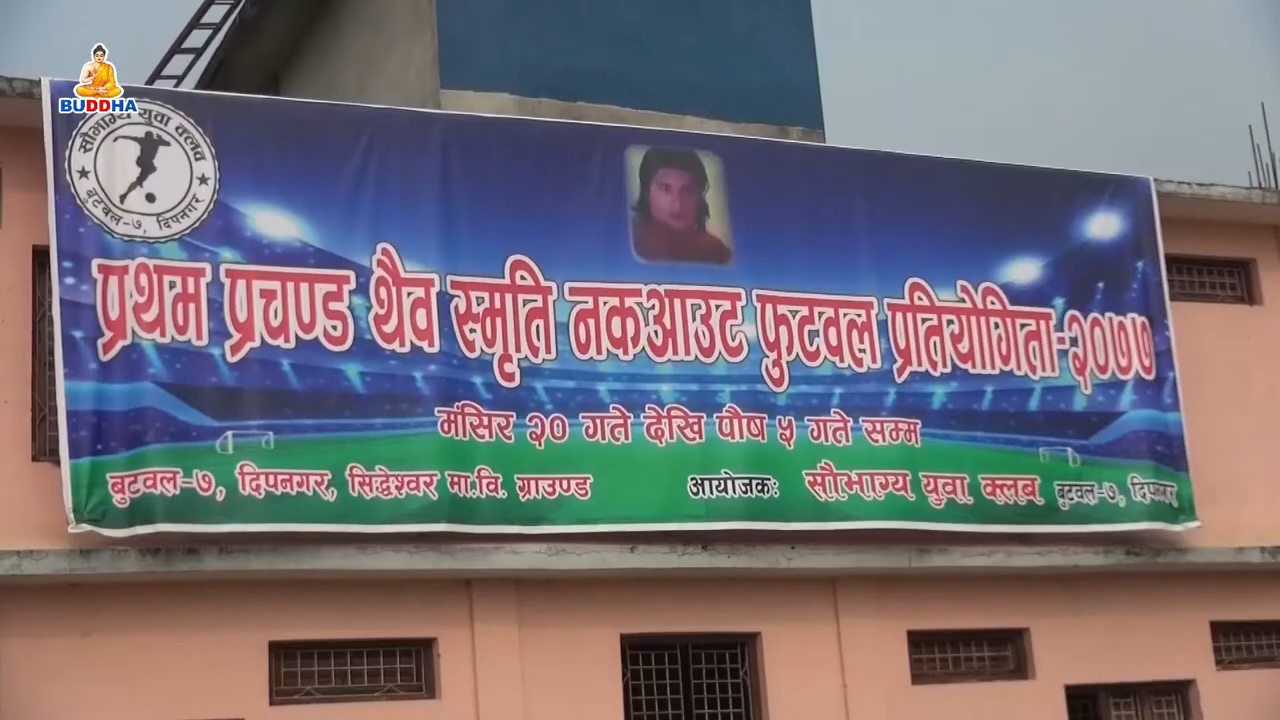 BUDDHA
सौभाग्य युवा क्लव
बुटवल-७, दिपनगर
प्रथम प्रचण्ड थैव स्मृति नकआउट फुटवल प्रतियोगिता-२०७७
मंसिर २० गते देखि पौष ५ गते सम्म
बुटवल-७, दिपनगर, सिद्धेश्वर मा.वि. ग्राउण्ड
आयोजकः सौभाग्य युवा क्लब बुटवल-७, दिपनगर